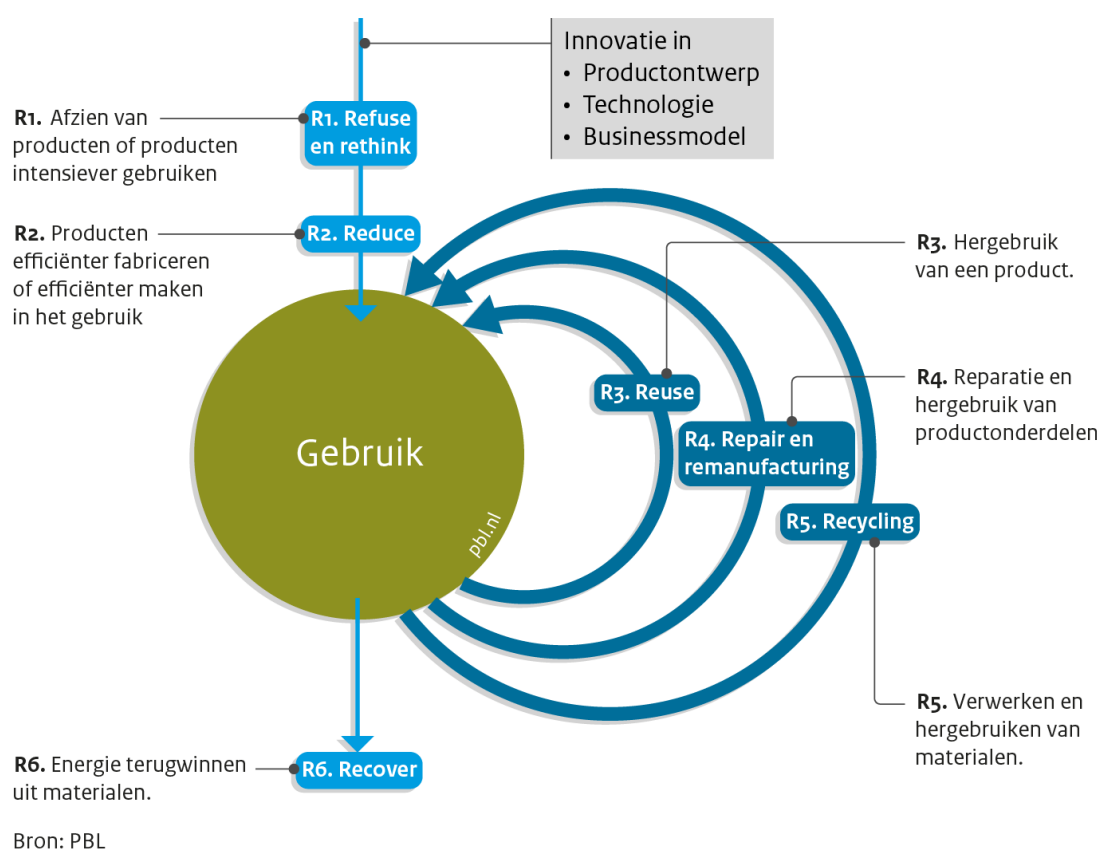 Innovatie in
• Productontwerp
• Technologie
• Businessmodel
R1. Afzien van
producten of producten
intensiever gebruiken
R1. Refuse
en rethink
R2. Producten
efficiënter fabriceren
of efficiënter maken
in het gebruik
R2. Reduce
R3. Hergebruik
van een product.
R3. Reuse
R4. Reparatie en
hergebruik van
productonderdelen
R4. Repair en
remanufacturing
Gebruik
pbl.nl
R5. Recycling
R5. Verwerken en
hergebruiken van
materialen.
R6. Energie terugwinnen
uit materialen.
R6. Recover
Bron: PBL